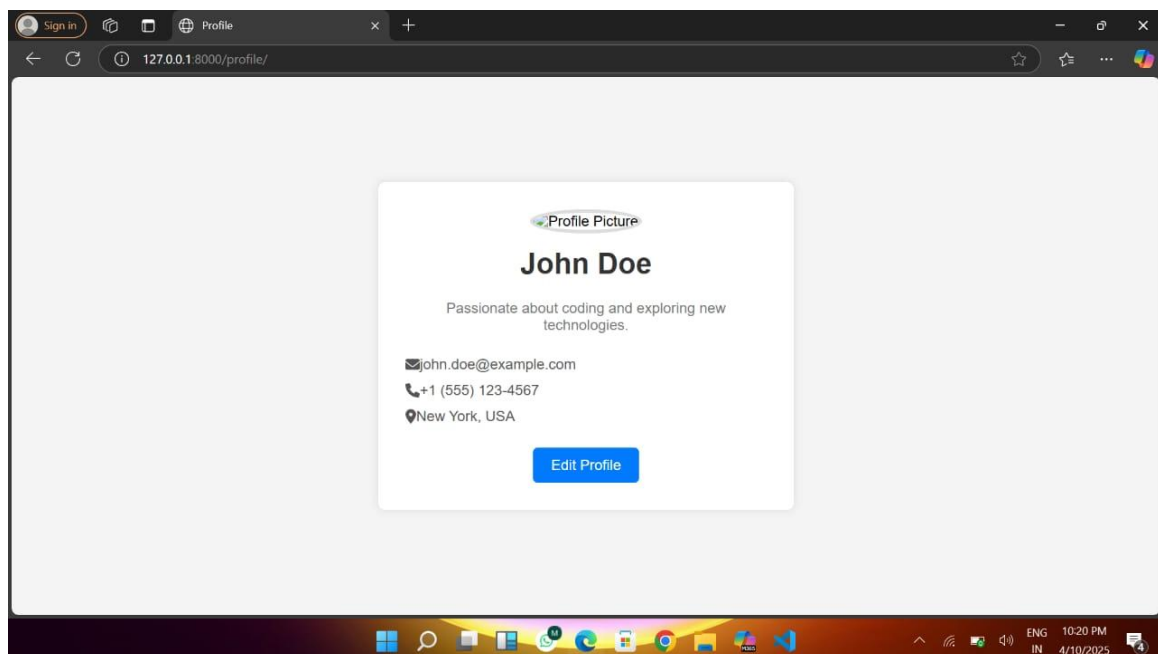 Sign in
Profile
127.0.0.1:8000/profile/
Profile Picture
John Doe
Passionate about coding and exploring new
technologies.
john.doe@example.com
+1 (555) 123-4567
New York, USA
Edit Profile
ENG
IN
10:20 PM
4/10/2025
4